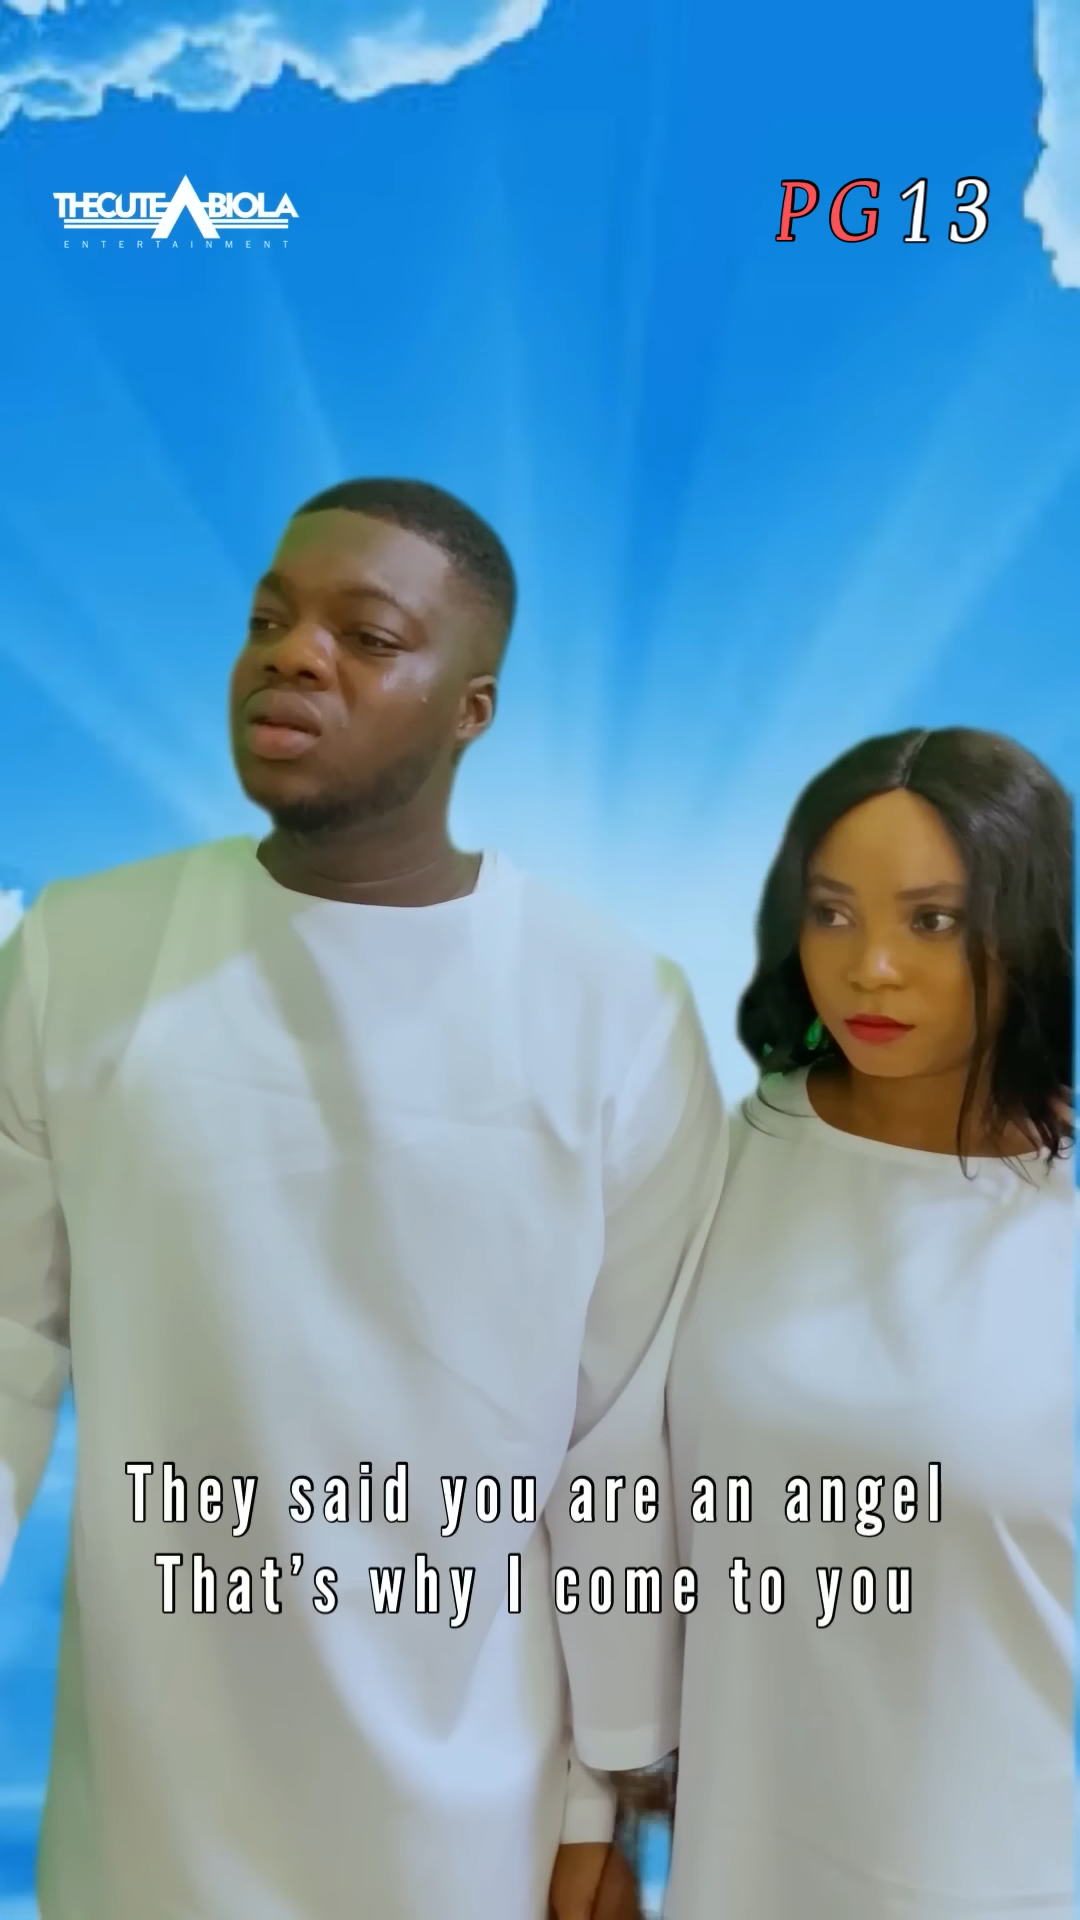 THECUTEABIOLA
ENTERTAINMENT
PG13
They said you are an angel
That's why I come to you